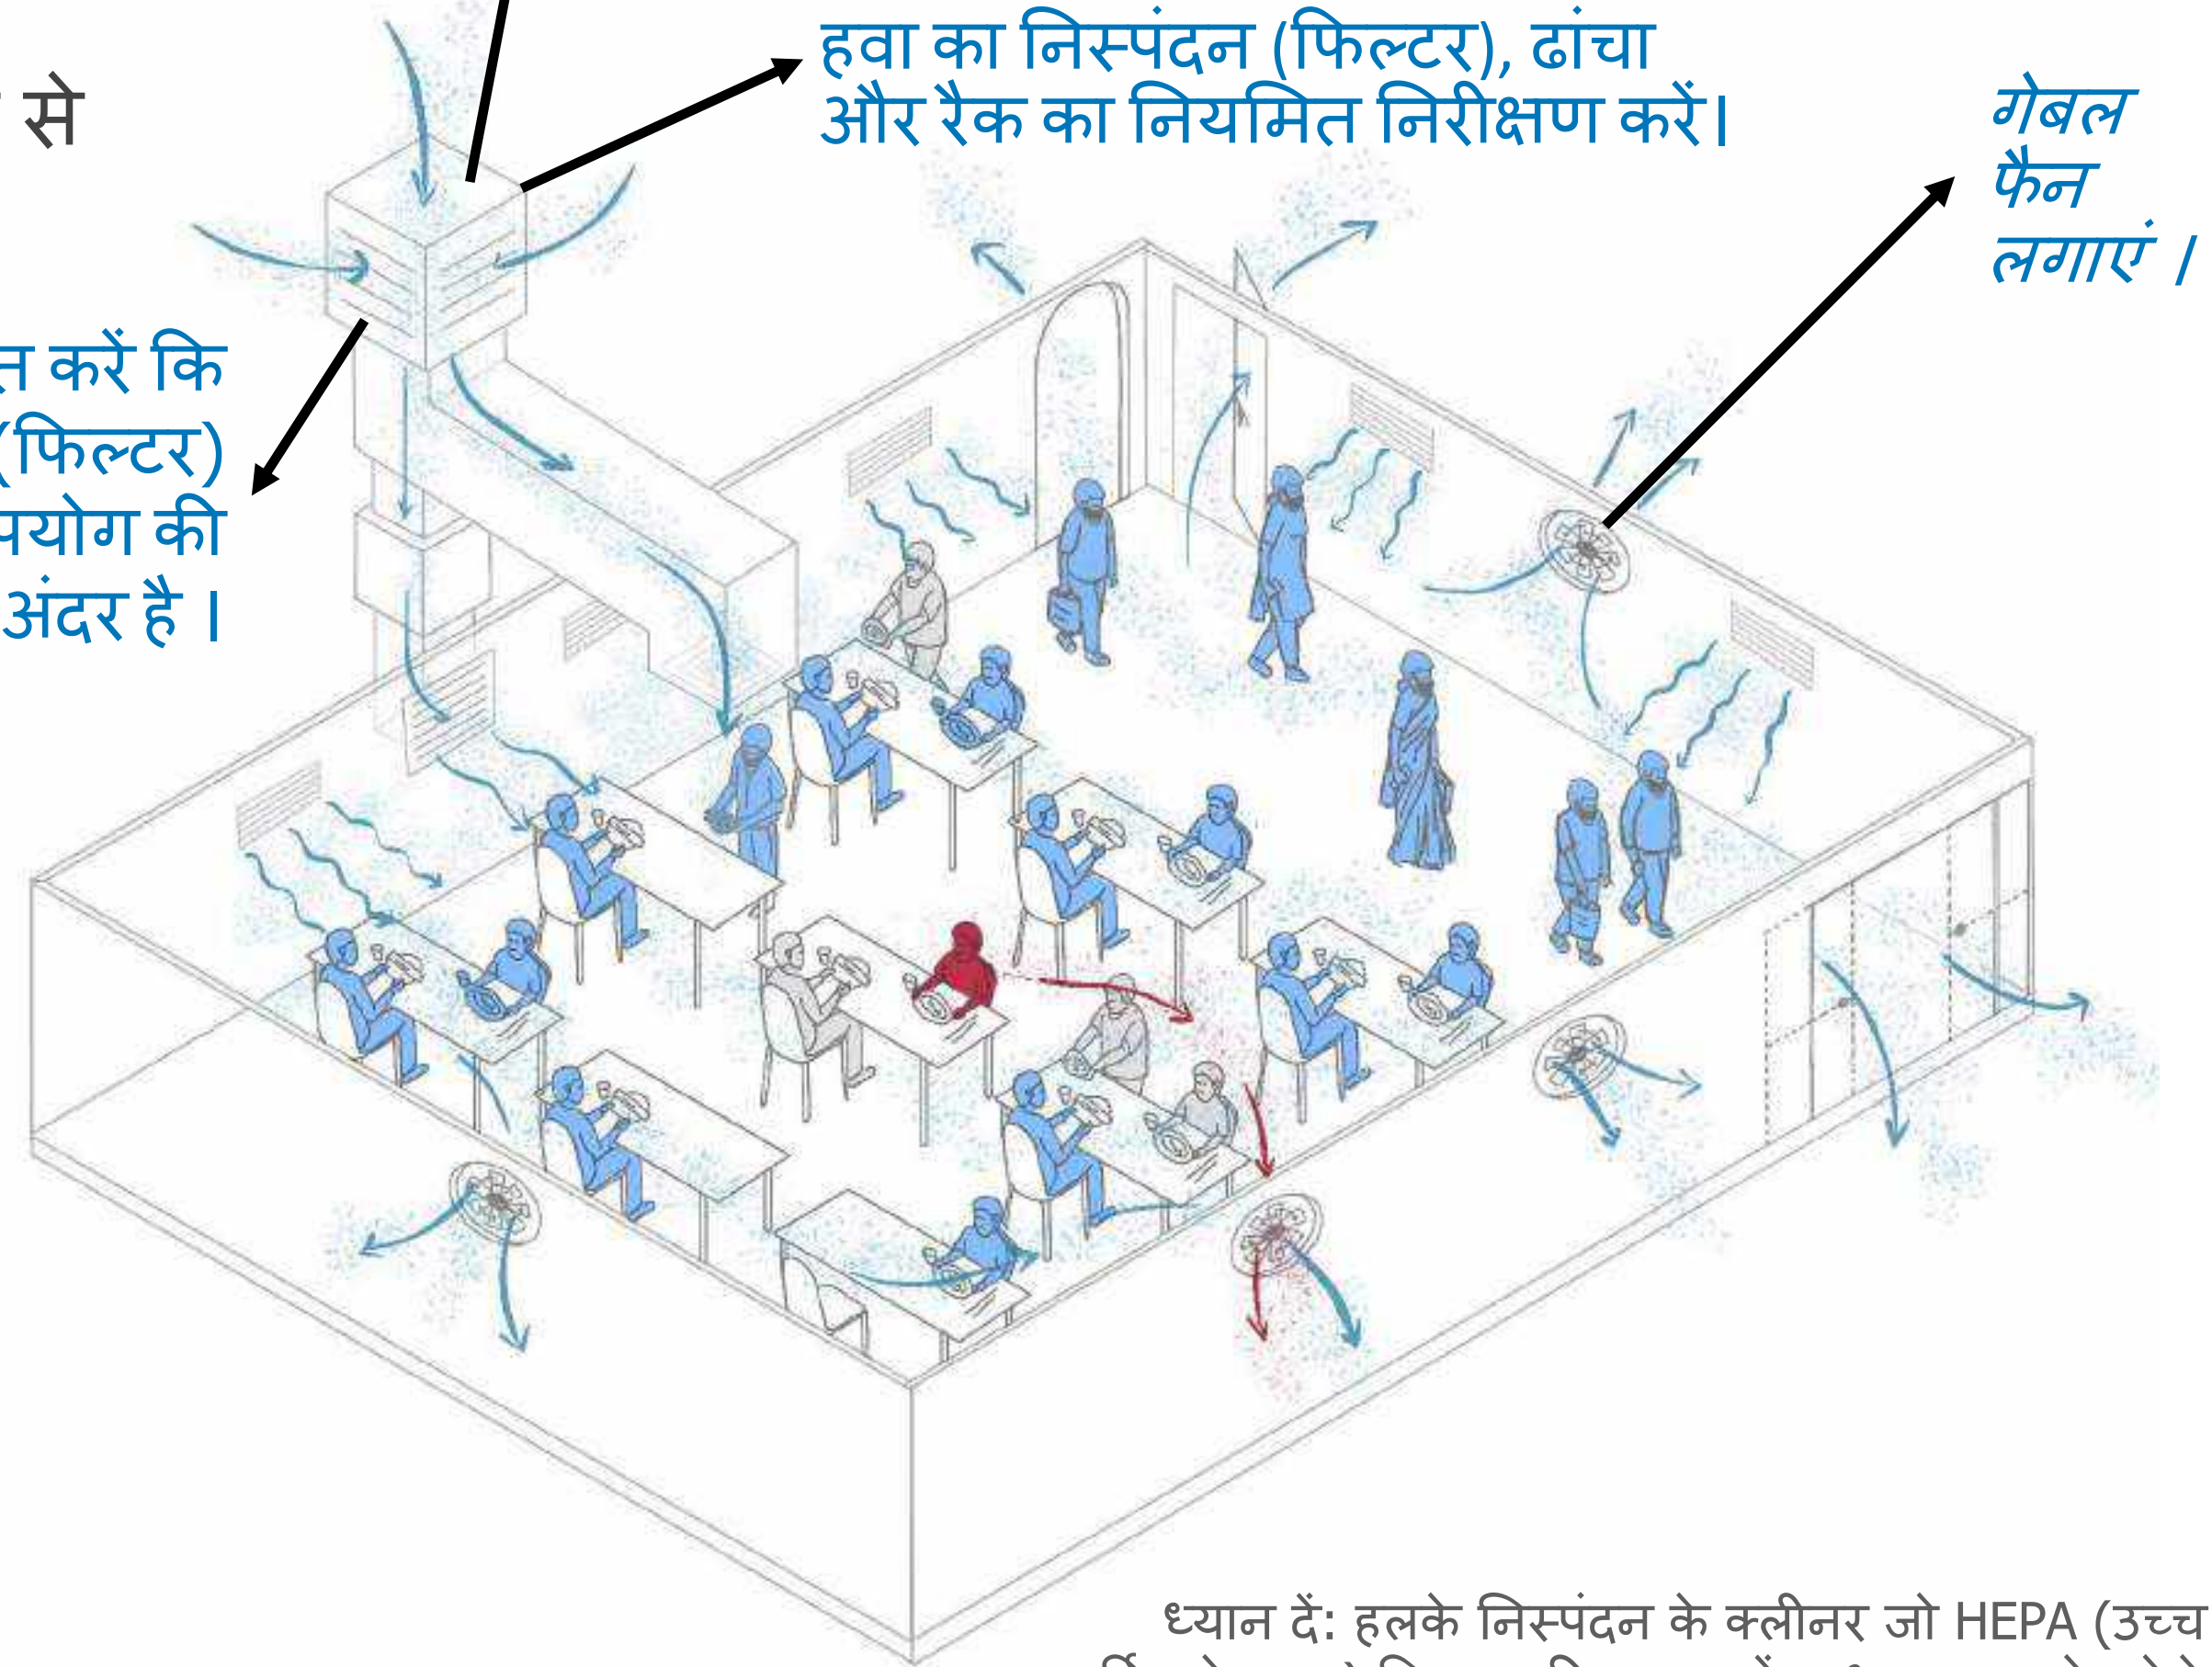 से
हवा का निस्पंदन (फिल्टर), ढांचा
और रैक का नियमित निरीक्षण करें।
गेबल
फैन
लगाएं ।
करें कि
(फिल्टर)
की
अंदर है ।
ध्यान दें: हलके निस्पंदन के क्लीनर जो HEPA (उच्च